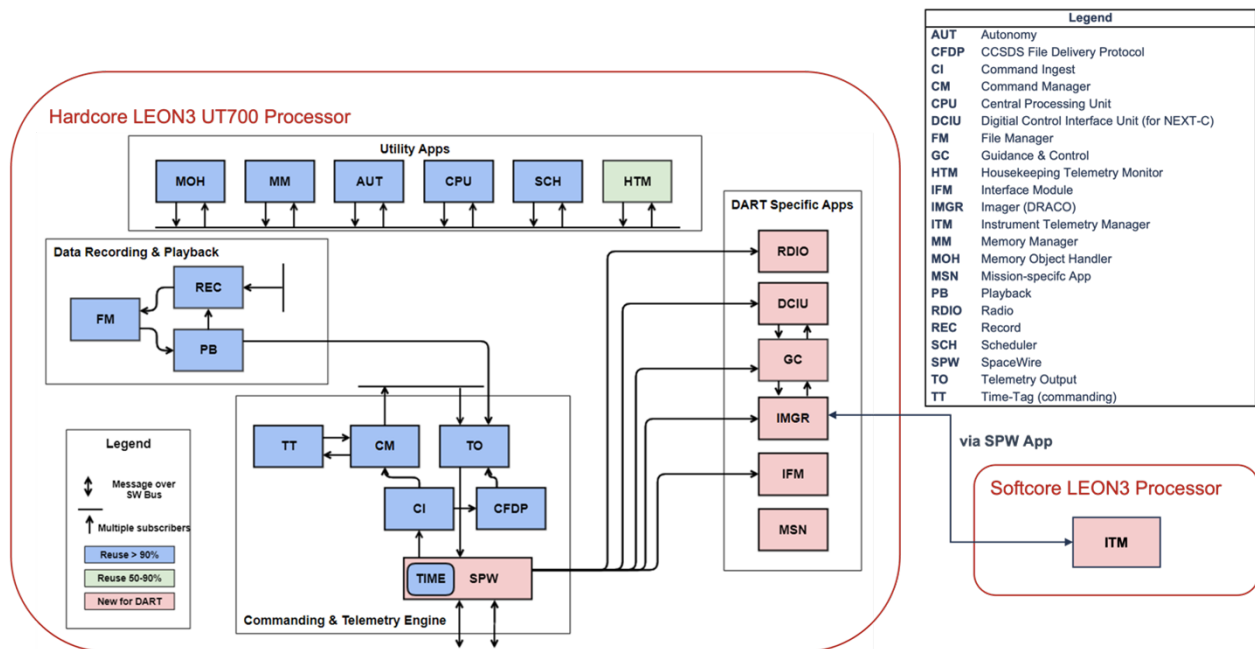 Hardcore LEON3 UT700 Processor
Utility Apps
MOH
MM
AUT
CPU
SCH
HTM
Data Recording & Playback
REC
FM
PB
Legend
Message over
SW Bus
Multiple subscribers
Reuse > 90%
Reuse 50-90%
New for DART
TT
CM
TO
CI
CFDP
TIME
SPW
Commanding & Telemetry Engine
DART Specific Apps
RDIO
DCIU
GC
IMGR
IFM
MSN
via SPW App
Softcore LEON3 Processor
ITM
Legend
AUT Autonomy
CFDP CCSDS File Delivery Protocol
CI Command Ingest
CM Command Manager
CPU Central Processing Unit
DCIU Digitial Control Interface Unit (for NEXT-C)
FM File Manager
GC Guidance & Control
HTM Housekeeping Telemetry Monitor
IFM Interface Module
IMGR Imager (DRACO)
ITM Instrument Telemetry Manager
MM Memory Manager
MOH Memory Object Handler
MSN Mission-specifc App
PB Playback
RDIO Radio
REC Record
SCH Scheduler
SPW SpaceWire
TO Telemetry Output
TT Time-Tag (commanding)